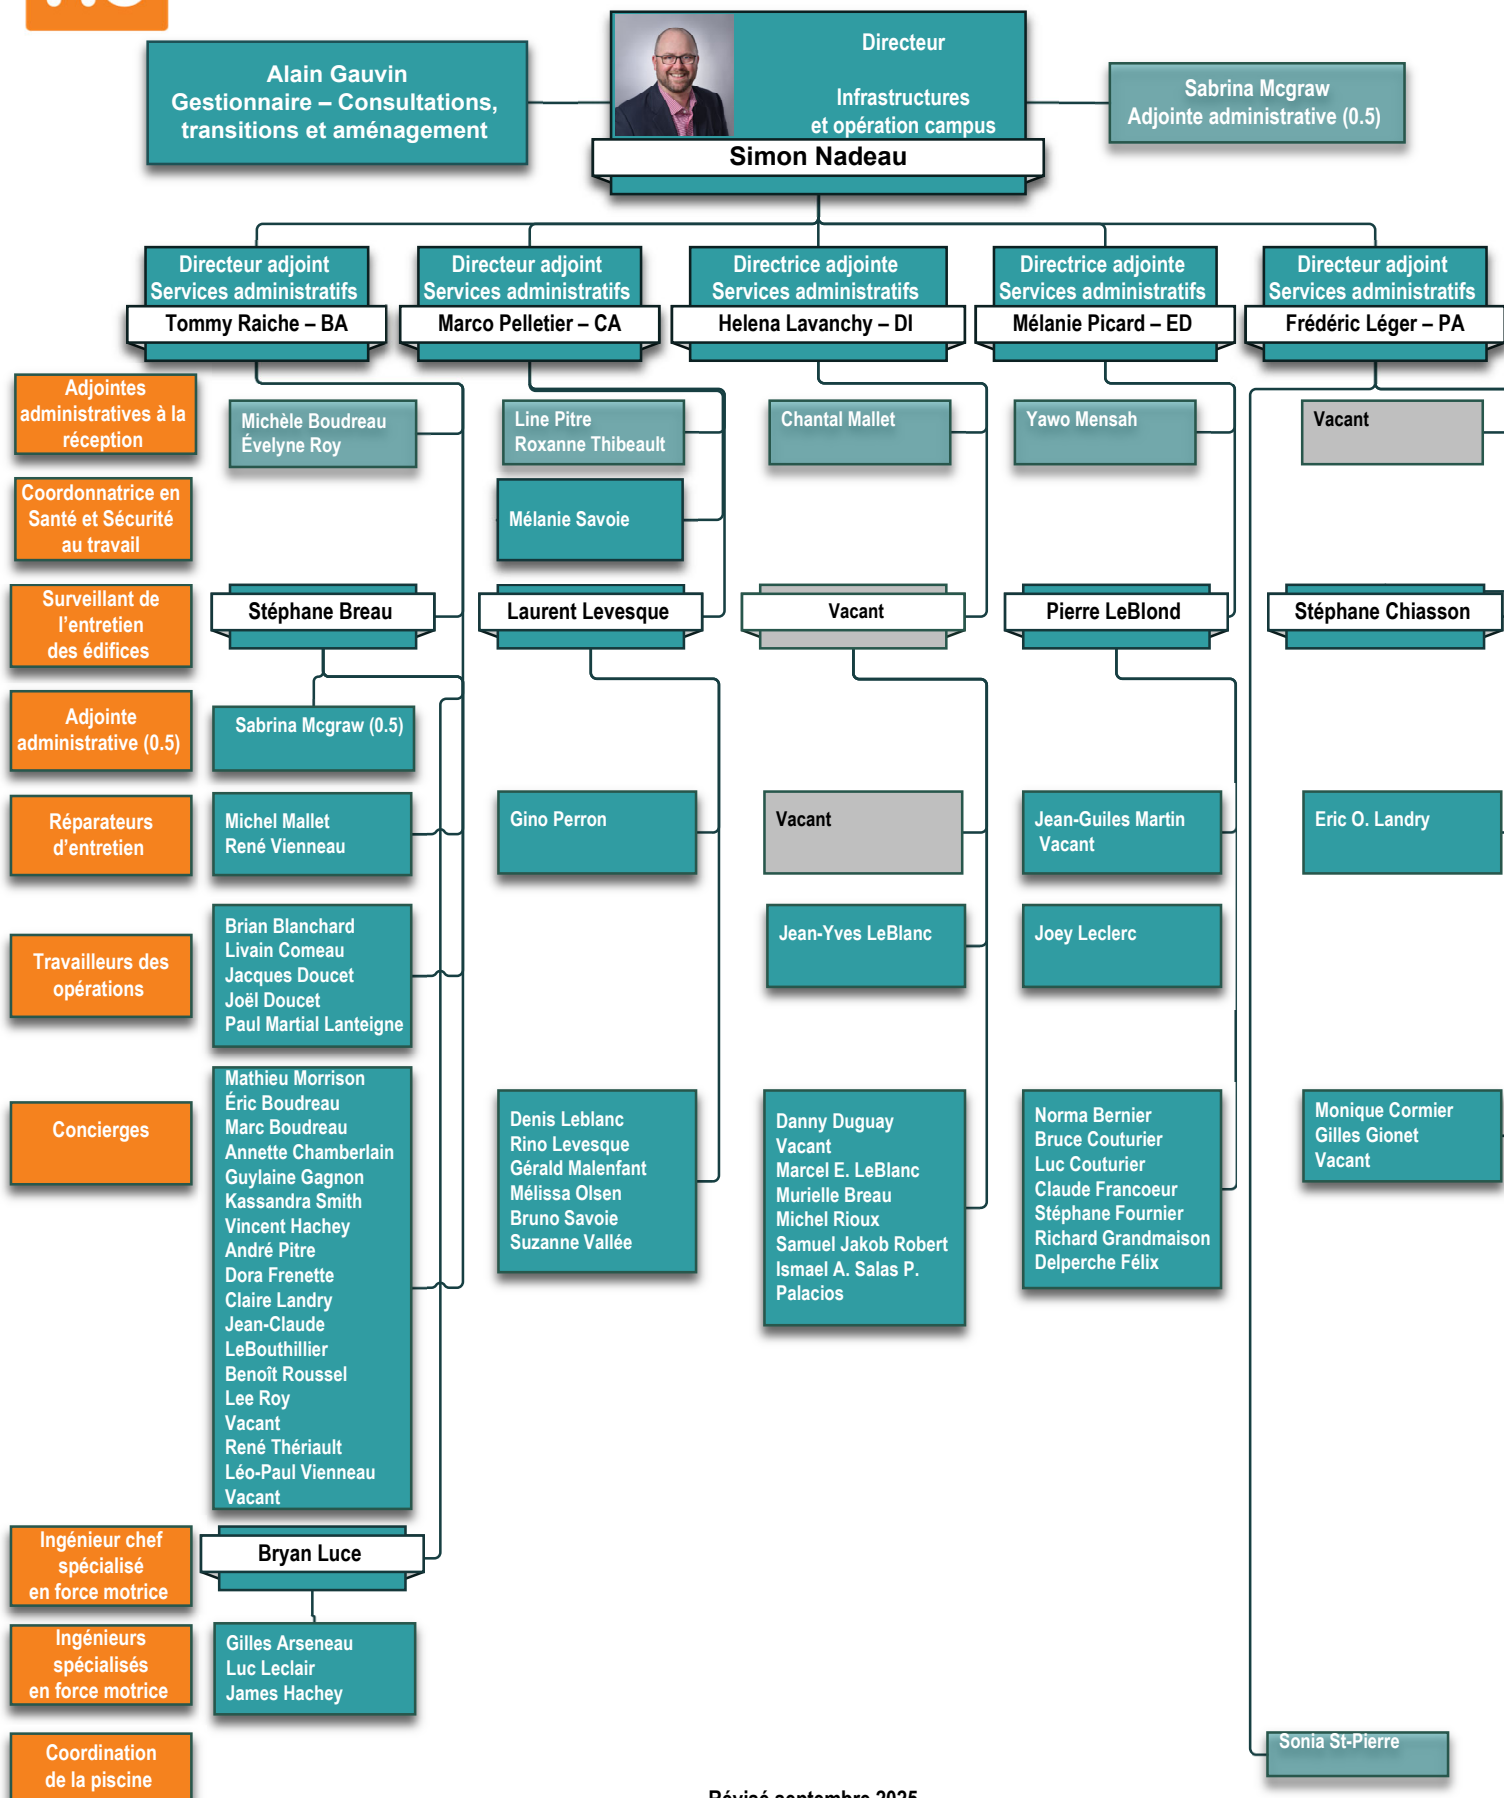 Alain Gauvin
Gestionnaire – Consultations,
transitions et aménagement
Directeur
Infrastructures
et opération campus
Simon Nadeau
Sabrina Mcgraw
Adjointe administrative (0.5)
Directeur adjoint
Services administratifs
Tommy Raiche – BA
Directeur adjoint
Services administratifs
Marco Pelletier – CA
Directrice adjointe
Services administratifs
Helena Lavanchy – DI
Directrice adjointe
Services administratifs
Mélanie Picard – ED
Directeur adjoint
Services administratifs
Frédéric Léger – PA
Adjointes
administratives à la
réception
Michèle Boudreau
Évelyne Roy
Line Pitre
Roxanne Thibeault
Chantal Mallet
Yawo Mensah
Vacant
Coordonnatrice en
Santé et Sécurité
au travail
Mélanie Savoie
Surveillant de
l'entretien
des édifices
Stéphane Breau
Laurent Levesque
Vacant
Pierre LeBlond
Stéphane Chiasson
Adjointe
administrative (0.5)
Sabrina Mcgraw (0.5)
Réparateurs
d'entretien
Michel Mallet
René Vienneau
Gino Perron
Vacant
Jean-Guiles Martin
Vacant
Eric O. Landry
Travailleurs des
opérations
Brian Blanchard
Livain Comeau
Jacques Doucet
Joël Doucet
Paul Martial Lanteigne
Jean-Yves LeBlanc
Joey Leclerc
Concierges
Mathieu Morrison
Éric Boudreau
Marc Boudreau
Annette Chamberlain
Guylaine Gagnon
Kassandra Smith
Vincent Hachey
André Pitre
Dora Frenette
Claire Landry
Jean-Claude
LeBouthillier
Benoît Roussel
Lee Roy
Vacant
René Thériault
Léo-Paul Vienneau
Vacant
Denis Leblanc
Rino Levesque
Gérald Malenfant
Mélissa Olsen
Bruno Savoie
Suzanne Vallée
Danny Duguay
Vacant
Marcel E. LeBlanc
Murielle Breau
Michel Rioux
Samuel Jakob Robert
Ismael A. Salas P.
Palacios
Norma Bernier
Bruce Couturier
Luc Couturier
Claude Francoeur
Stéphane Fournier
Richard Grandmaison
Delperche Félix
Monique Cormier
Gilles Gionet
Vacant
Ingénieur chef
spécialisé
en force motrice
Bryan Luce
Ingénieurs
spécialisés
en force motrice
Gilles Arseneau
Luc Leclair
James Hachey
Coordination
de la piscine
Sonia St-Pierre
Révisé septembre 2025